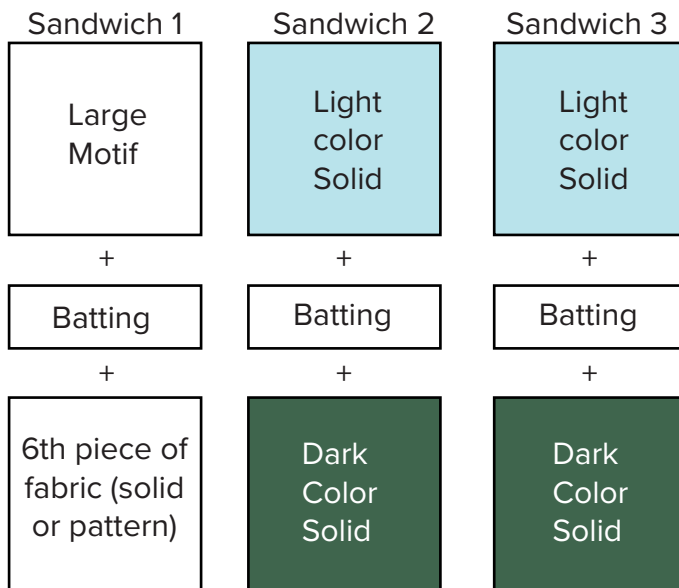 Sandwich 1
Sandwich 2
Sandwich 3
Large
Motif
Light
color
Solid
Light
color
Solid
+
+
+
Batting
Batting
Batting
+
+
+
6th piece of
fabric (solid
or pattern)
Dark
Color
Solid
Dark
Color
Solid